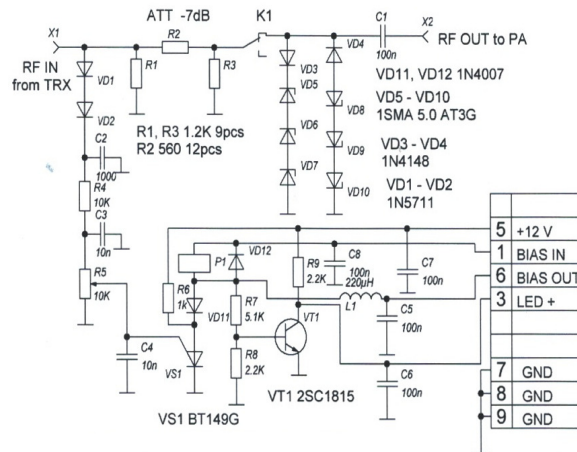 ATT -7dB
K1
X1
R2
C1
X2
100n
RF OUT to PA
RF IN
from TRX
VD1
R1
R3
VD3
VD4
VD5
VD11, VD12 1N4007
VD5 - VD10
1SMA 5.0 AT3G
VD2
VD6
VD8
R1, R3 1.2K 9pcs
R2 560 12pcs
VD3 - VD4
1N4148
VD9
C2
1000
VD7
VD10
VD1 - VD2
1N5711
R4
10K
C3
10n
5 +12 V
1 BIAS IN
6 BIAS OUT
3 LED +
7 GND
8 GND
9 GND
P1
VD12
R9
2.2K
C8
100n
C7
100n
220µH
L1
R5
10K
R6
1k
VD11
R7
5.1K
VT1
C5
100n
C4
10n
VS1
R8
2.2K
C6
100n
VT1 2SC1815
VS1 BT149G